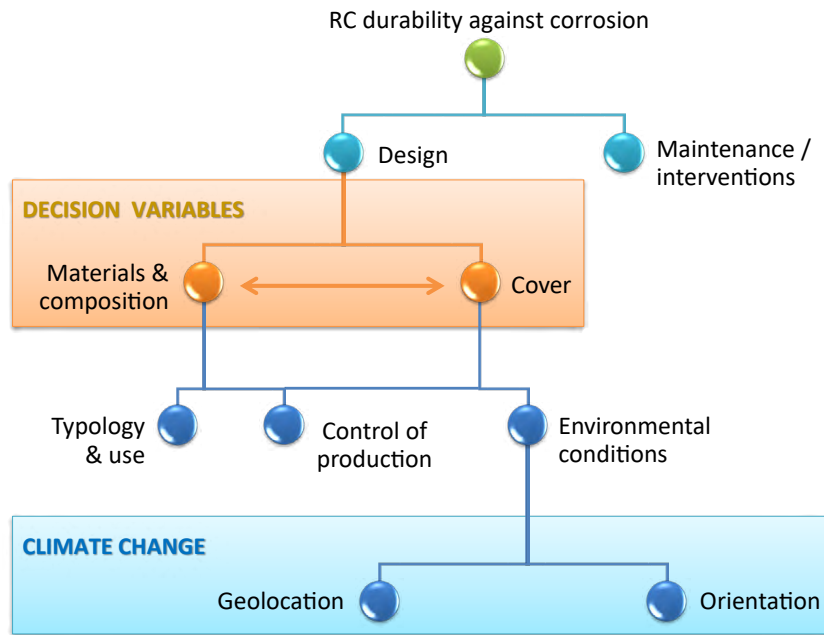 RC durability against corrosion
Design
Maintenance /
interventions
DECISION VARIABLES
Materials &
composition
Cover
Typology
& use
Control of
production
Environmental
conditions
CLIMATE CHANGE
Geolocation
Orientation